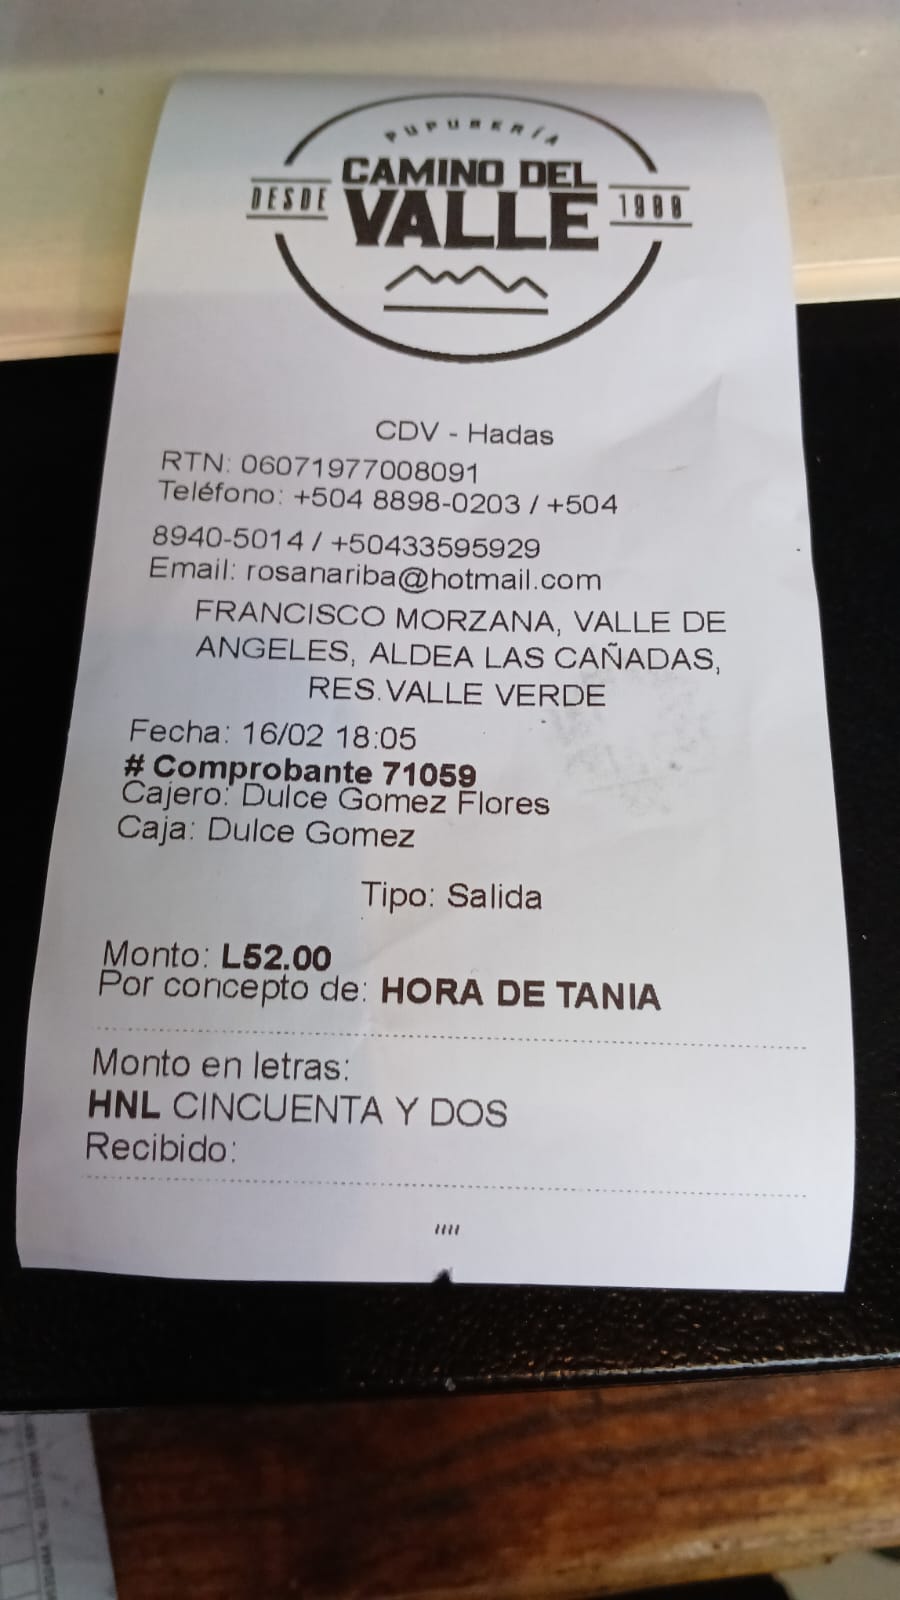 PUPUSERÍA
CAMINO DEL
DESDE VALLE 1988
CDV - Hadas
RTN: 06071977008091
Teléfono: +504 8898-0203 / +504
8940-5014 / +50433595929
Email: rosanariba@hotmail.com
FRANCISCO MORZANA, VALLE DE
ANGELES, ALDEA LAS CAÑADAS,
RES.VALLE VERDE
Fecha: 16/02 18:05
# Comprobante 71059
Cajero: Dulce Gomez Flores
Caja: Dulce Gomez
Tipo: Salida
Monto: L52.00
Por concepto de: HORA DE TANIA
Monto en letras:
HNL CINCUENTA Y DOS
Recibido: